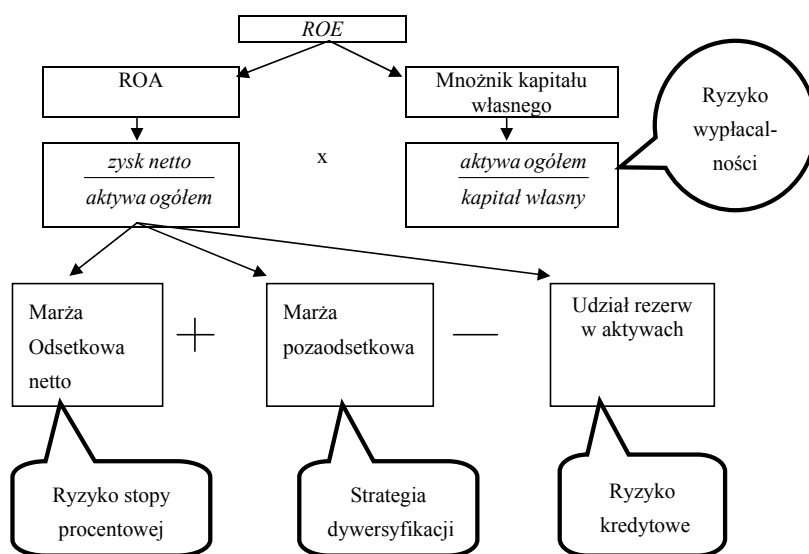 ROE
ROA
Mnożnik kapitału
własnego
Ryzyko
wypłacal-
ności
zysk netto
aktywa ogółem
x
aktywa ogółem
kapitał własny
Marża
Odsetkowa
netto
+
Marża
pozaodsetkowa
—
Udział rezerw
w aktywach
Ryzyko stopy
procentowej
Strategia
dywersyfikacji
Ryzyko
kredytowe